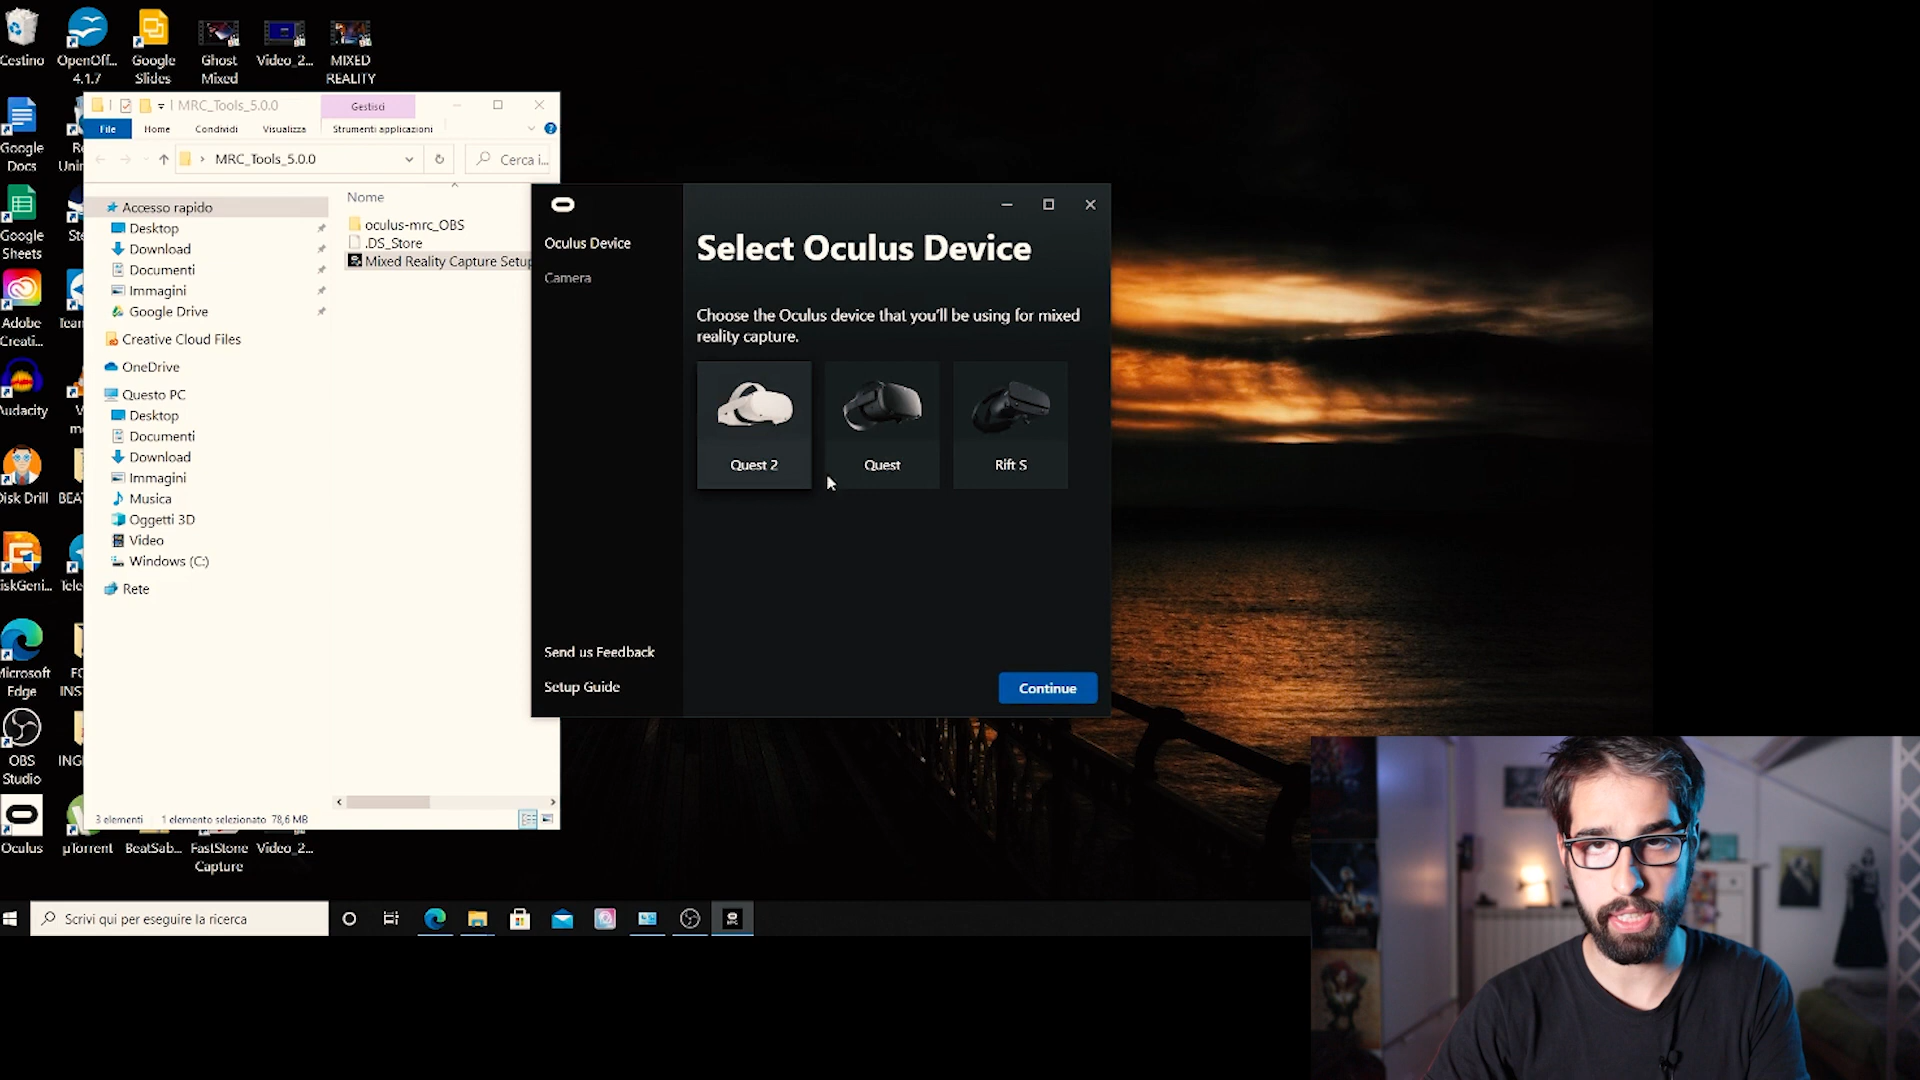 Cestino
OpenOff...
4.1.7
Google
Slides
Ghost
Mixed
Video_2...
MIXED
REALITY
MRC_Tools_5.0.0
Gestisci
File
Home
Condividi
Visualizza
Strumenti applicazioni
MRC_Tools_5.0.0
Cerca i...
Nome
oculus-mrc_OBS
.DS_Store
Mixed Reality Capture Setup
Accesso rapido
Desktop
Download
Documenti
Immagini
Google Drive
Creative Cloud Files
OneDrive
Questo PC
Desktop
Documenti
Download
Immagini
Musica
Oggetti 3D
Video
Windows (C:)
Rete
3 elementi
1 elemento selezionato 78,6 MB
Google
Docs
Google
Sheets
Adobe
Creati...
Audacity
Disk Drill
BEA
iskGeni...
Tele
Microsoft
Edge
INS
OBS
Studio
ING
Oculus
µTorrent
BeatSab...
FastStone
Capture
Video_2...
Oculus Device
Camera
Send us Feedback
Setup Guide
Select Oculus Device
Choose the Oculus device that you'll be using for mixed
reality capture.
Quest 2
Quest
Rift S
Continue
Scrivi qui per eseguire la ricerca